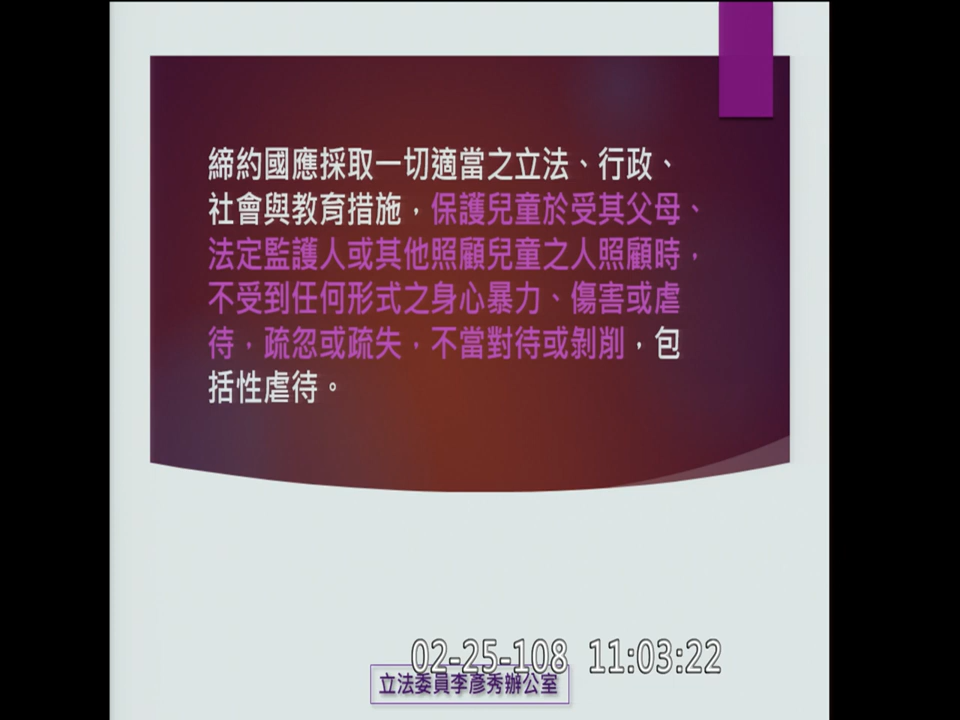 締約國應採取一切適當之立法、行政、
社會與教育措施，保護兒童於受其父母、
法定監護人或其他照顧兒童之人照顧時，
不受到任何形式之身心暴力、傷害或虐
待，疏忽或疏失，不當對待或剝削，包
括性虐待。
02-25-108 11:03:22
立法委員李彥秀辦公室